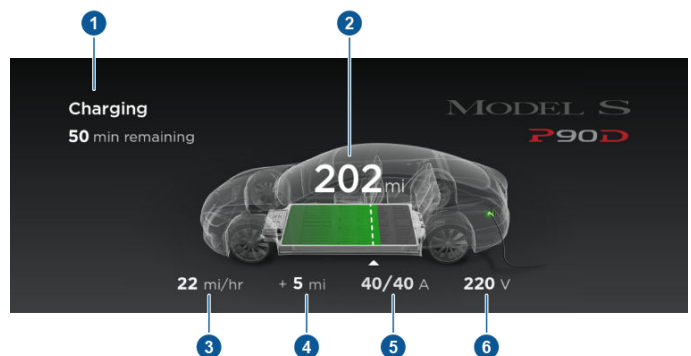 1
2
Charging
50 min remaining
MODEL S
P90D
202 mi
22 mi/hr
+ 5 mi
40/40 A
220 V
3
4
5
6